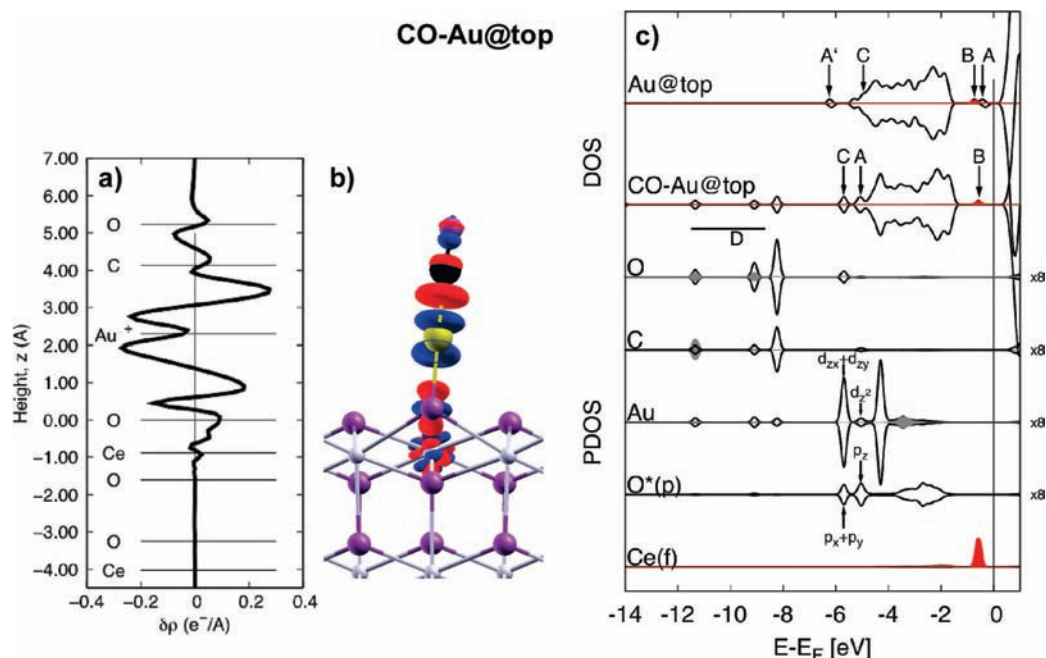 CO-Au@top
a)
7.00
6.00
5.00
4.00
3.00
2.00
1.00
0.00
−1.00
−2.00
−3.00
−4.00
Height, z (A)
O
C
Au +
O
Ce
O
O
Ce
−0.4
−0.2
0
0.2
0.4
δρ (e⁻/A)
b)
c)
A' C B A
Au@top
DOS
C A B
CO-Au@top
D
O x8
C x8
d_zx+d_zy
d_z²
Au x8
PDOS
p_z
O*(p) x8
p_x+p_y
Ce(f)
-14 -12 -10 -8 -6 -4 -2 0
E-E_F [eV]